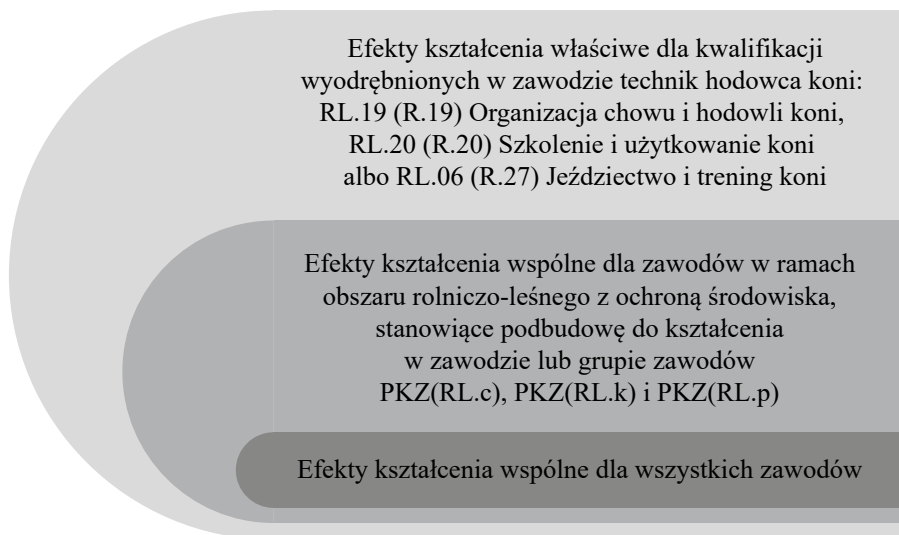 Efekty kształcenia właściwe dla kwalifikacji
wyodrębnionych w zawodzie technik hodowca koni:
RL.19 (R.19) Organizacja chowu i hodowli koni,
RL.20 (R.20) Szkolenie i użytkowanie koni
albo RL.06 (R.27) Jeździectwo i trening koni
Efekty kształcenia wspólne dla zawodów w ramach
obszaru rolniczo-leśnego z ochroną środowiska,
stanowiące podbudowę do kształcenia
w zawodzie lub grupie zawodów
PKZ(RL.c), PKZ(RL.k) i PKZ(RL.p)
Efekty kształcenia wspólne dla wszystkich zawodów